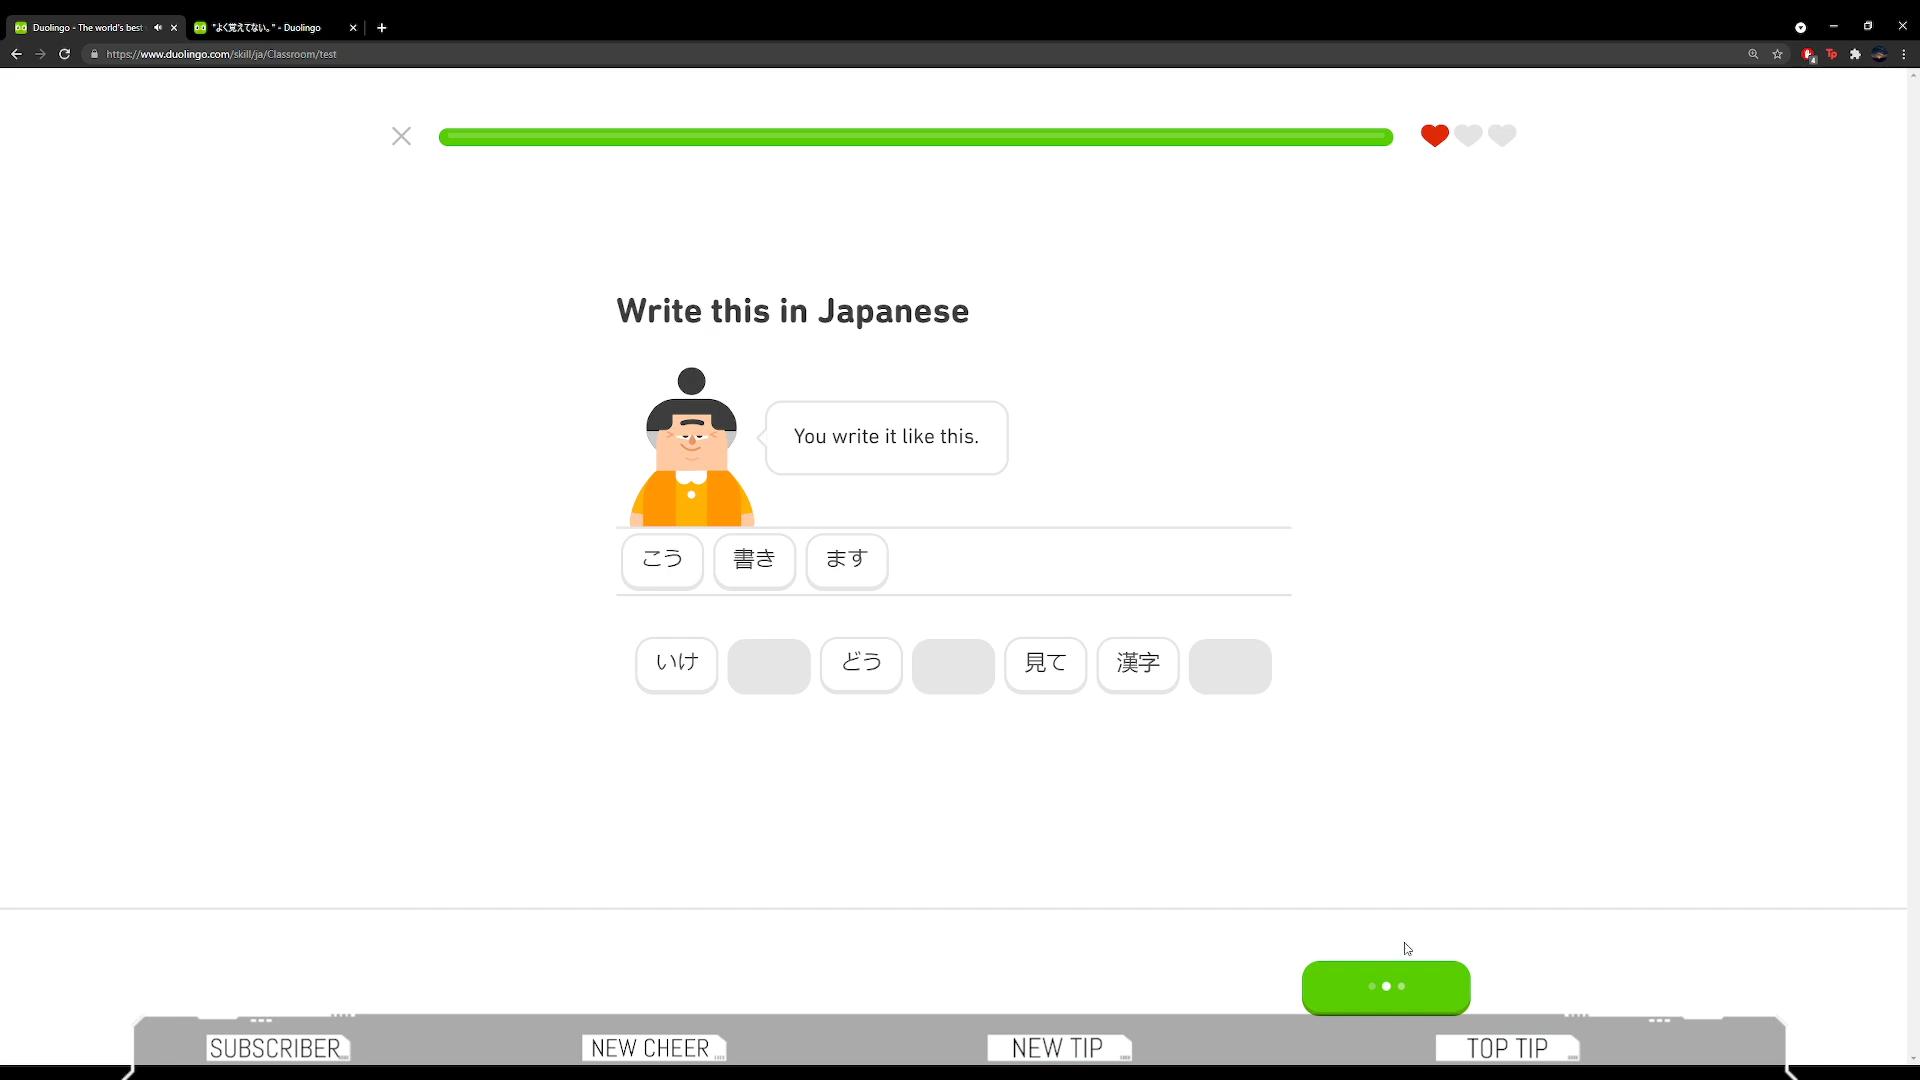 Duolingo - The world's best
"よく覚えてない。" - Duolingo
https://www.duolingo.com/skill/ja/Classroom/test
4
Tp
Write this in Japanese
You write it like this.
こう 書き ます
いけ どう 見て 漢字
SUBSCRIBER NEW CHEER NEW TIP TOP TIP